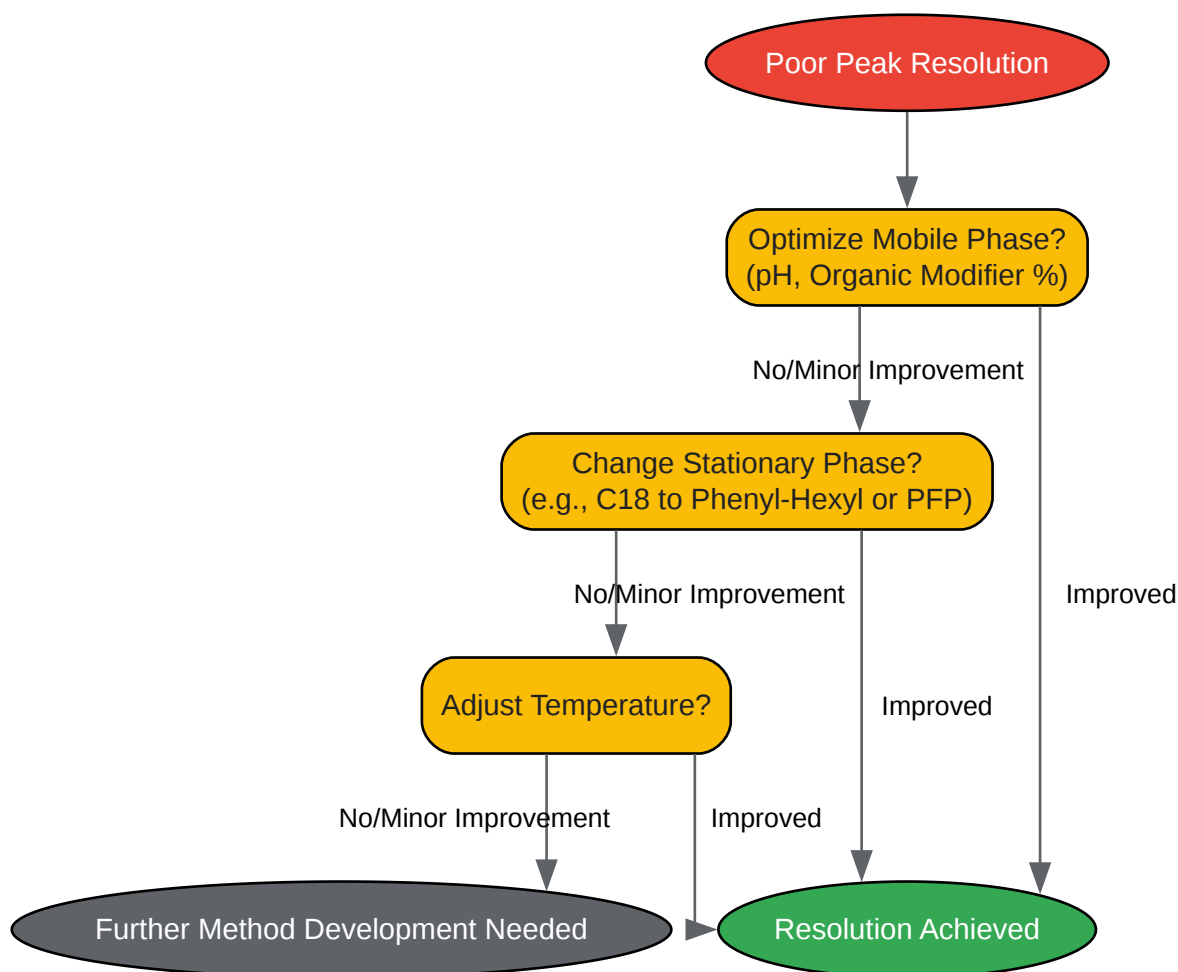 Poor Peak Resolution
Optimize Mobile Phase?
(pH, Organic Modifier %)
No/Minor Improvement
Change Stationary Phase?
(e.g., C18 to Phenyl-Hexyl or PFP)
No/Minor Improvement
Improved
Adjust Temperature?
Improved
No/Minor Improvement
Improved
Further Method Development Needed
Resolution Achieved